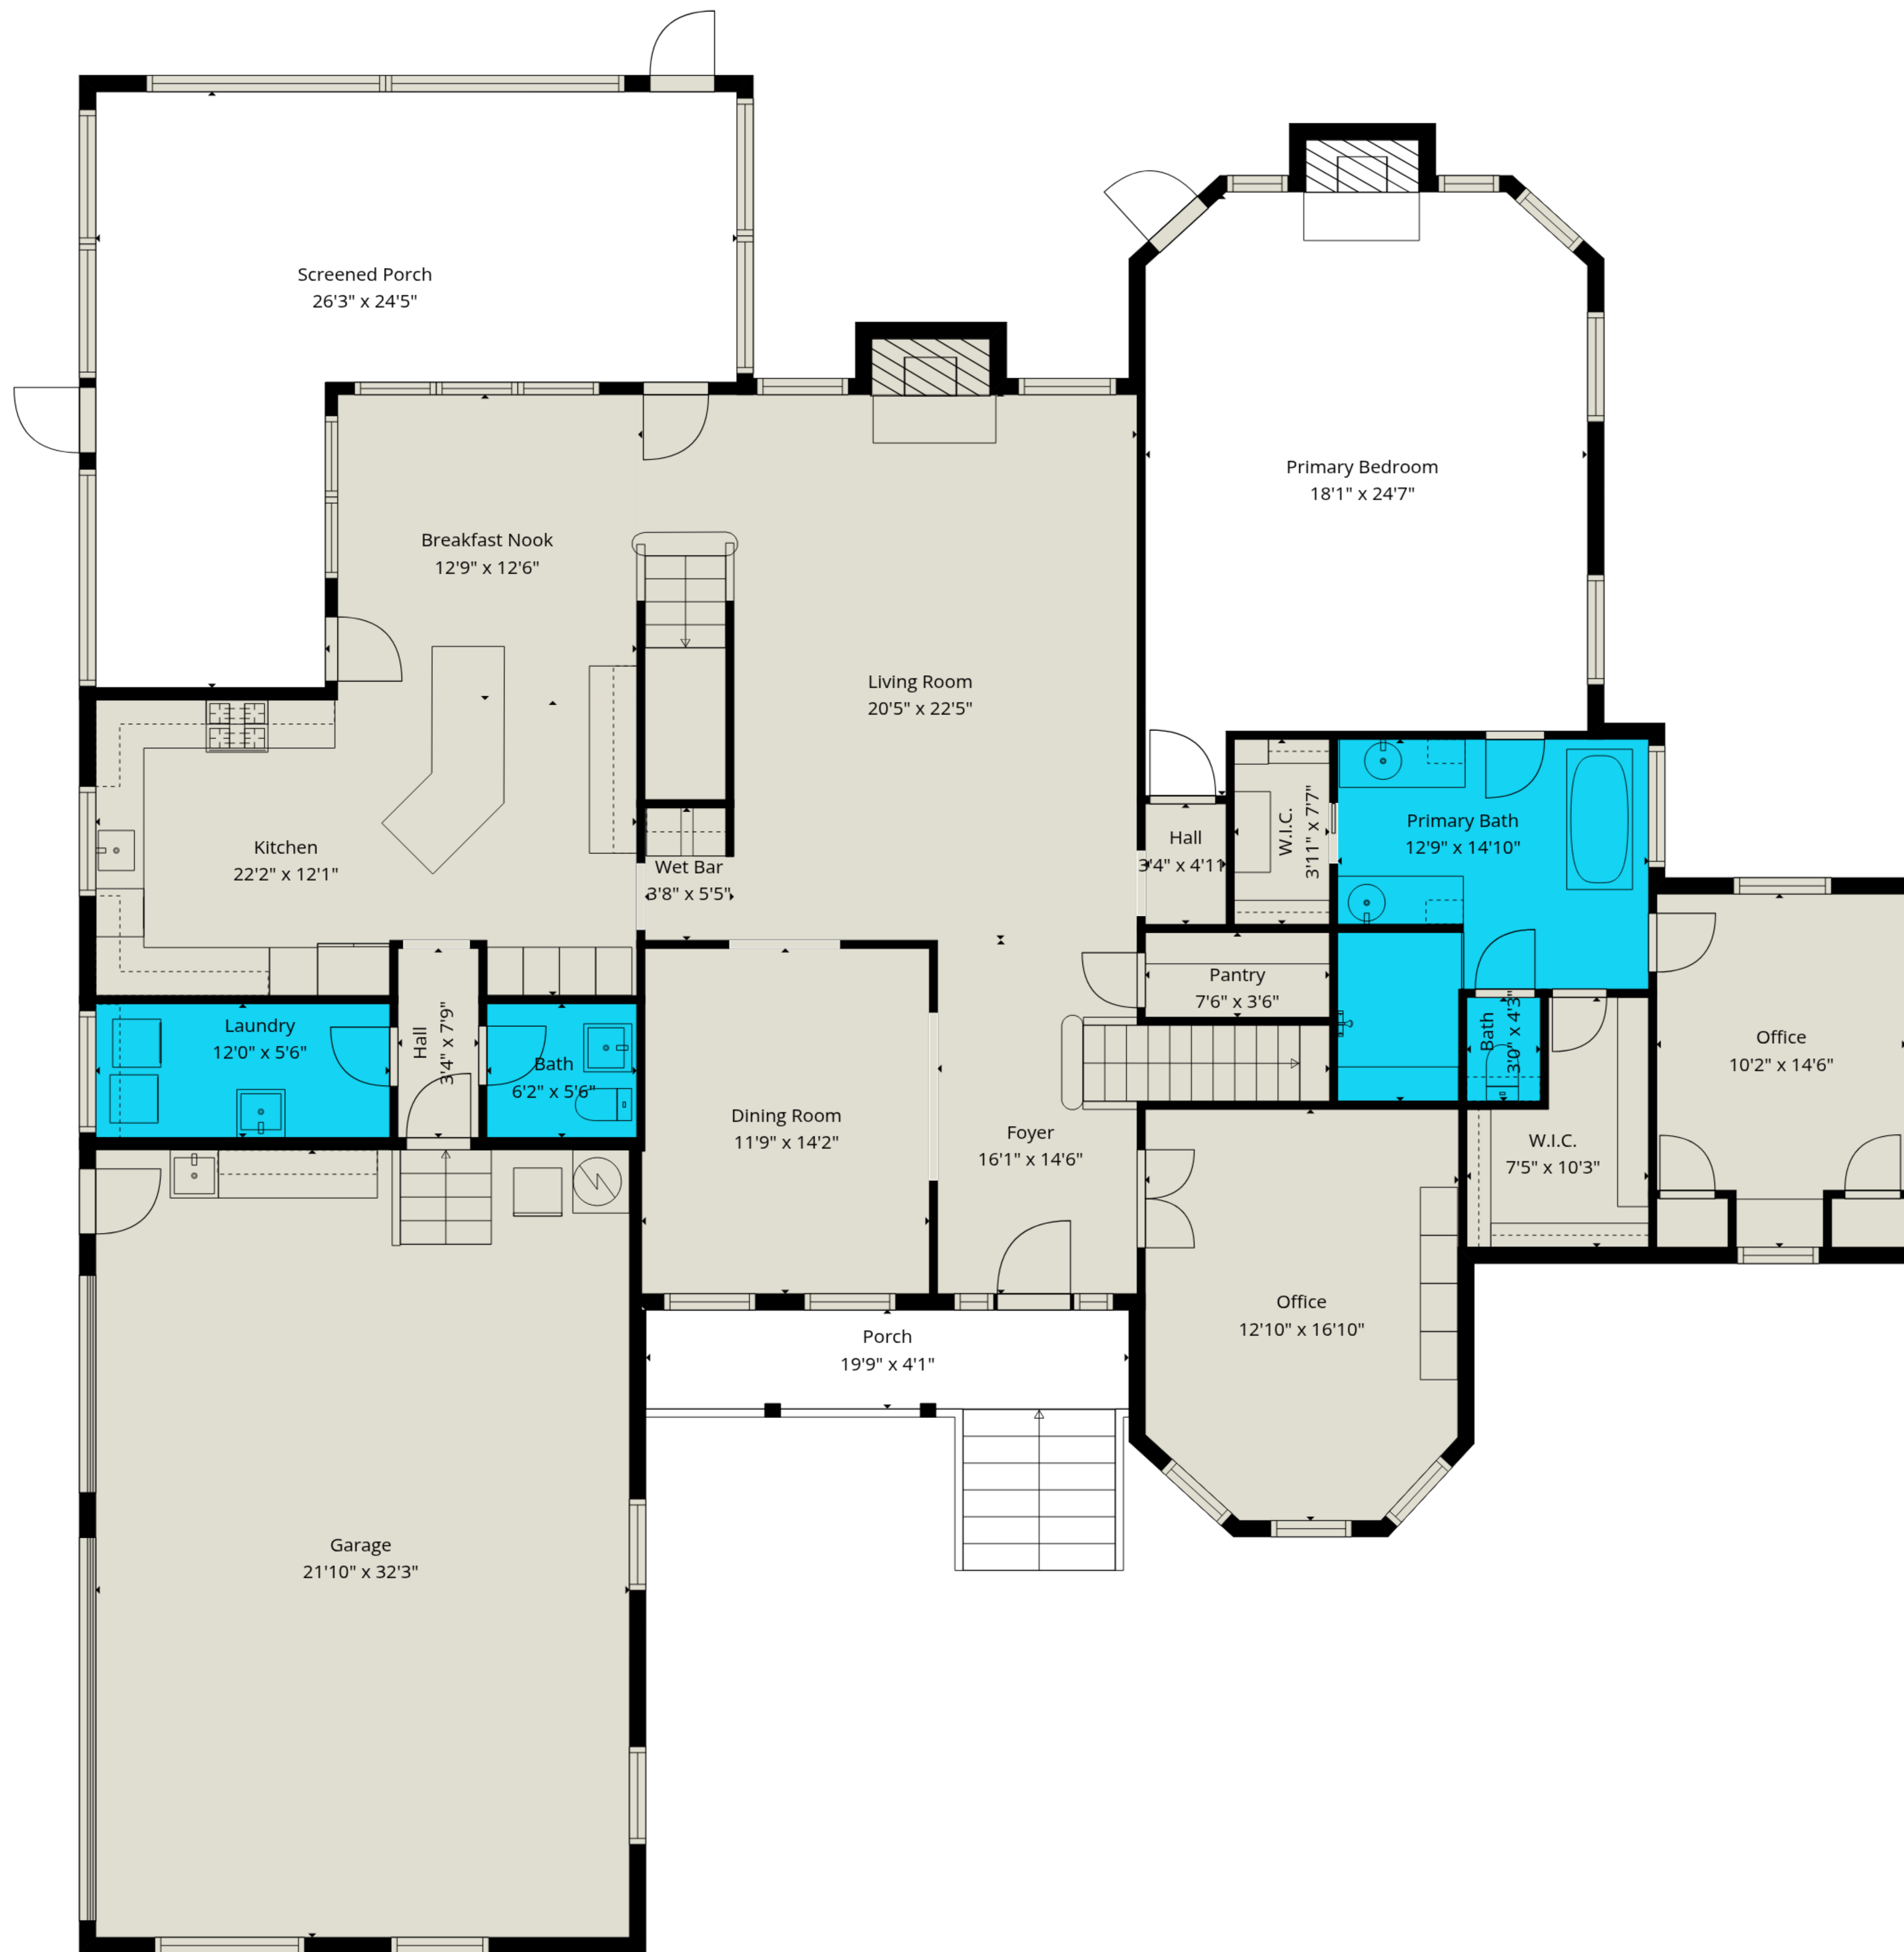 Screened Porch
26'3" x 24'5"
Primary Bedroom
18'1" x 24'7"
Breakfast Nook
12'9" x 12'6"
Living Room
20'5" x 22'5"
Kitchen
22'2" x 12'1"
Wet Bar
3'8" x 5'5"
Hall
3'4" x 4'11
W.I.C.
3'11" x 7'7"
Primary Bath
12'9" x 14'10"
Pantry
7'6" x 3'6"
Laundry
12'0" x 5'6"
Hall
3'4" x 7'9"
Bath
6'2" x 5'6"
Bath
3'0" x 4'3"
Office
10'2" x 14'6"
Dining Room
11'9" x 14'2"
Foyer
16'1" x 14'6"
W.I.C.
7'5" x 10'3"
Office
12'10" x 16'10"
Porch
19'9" x 4'1"
Garage
21'10" x 32'3"